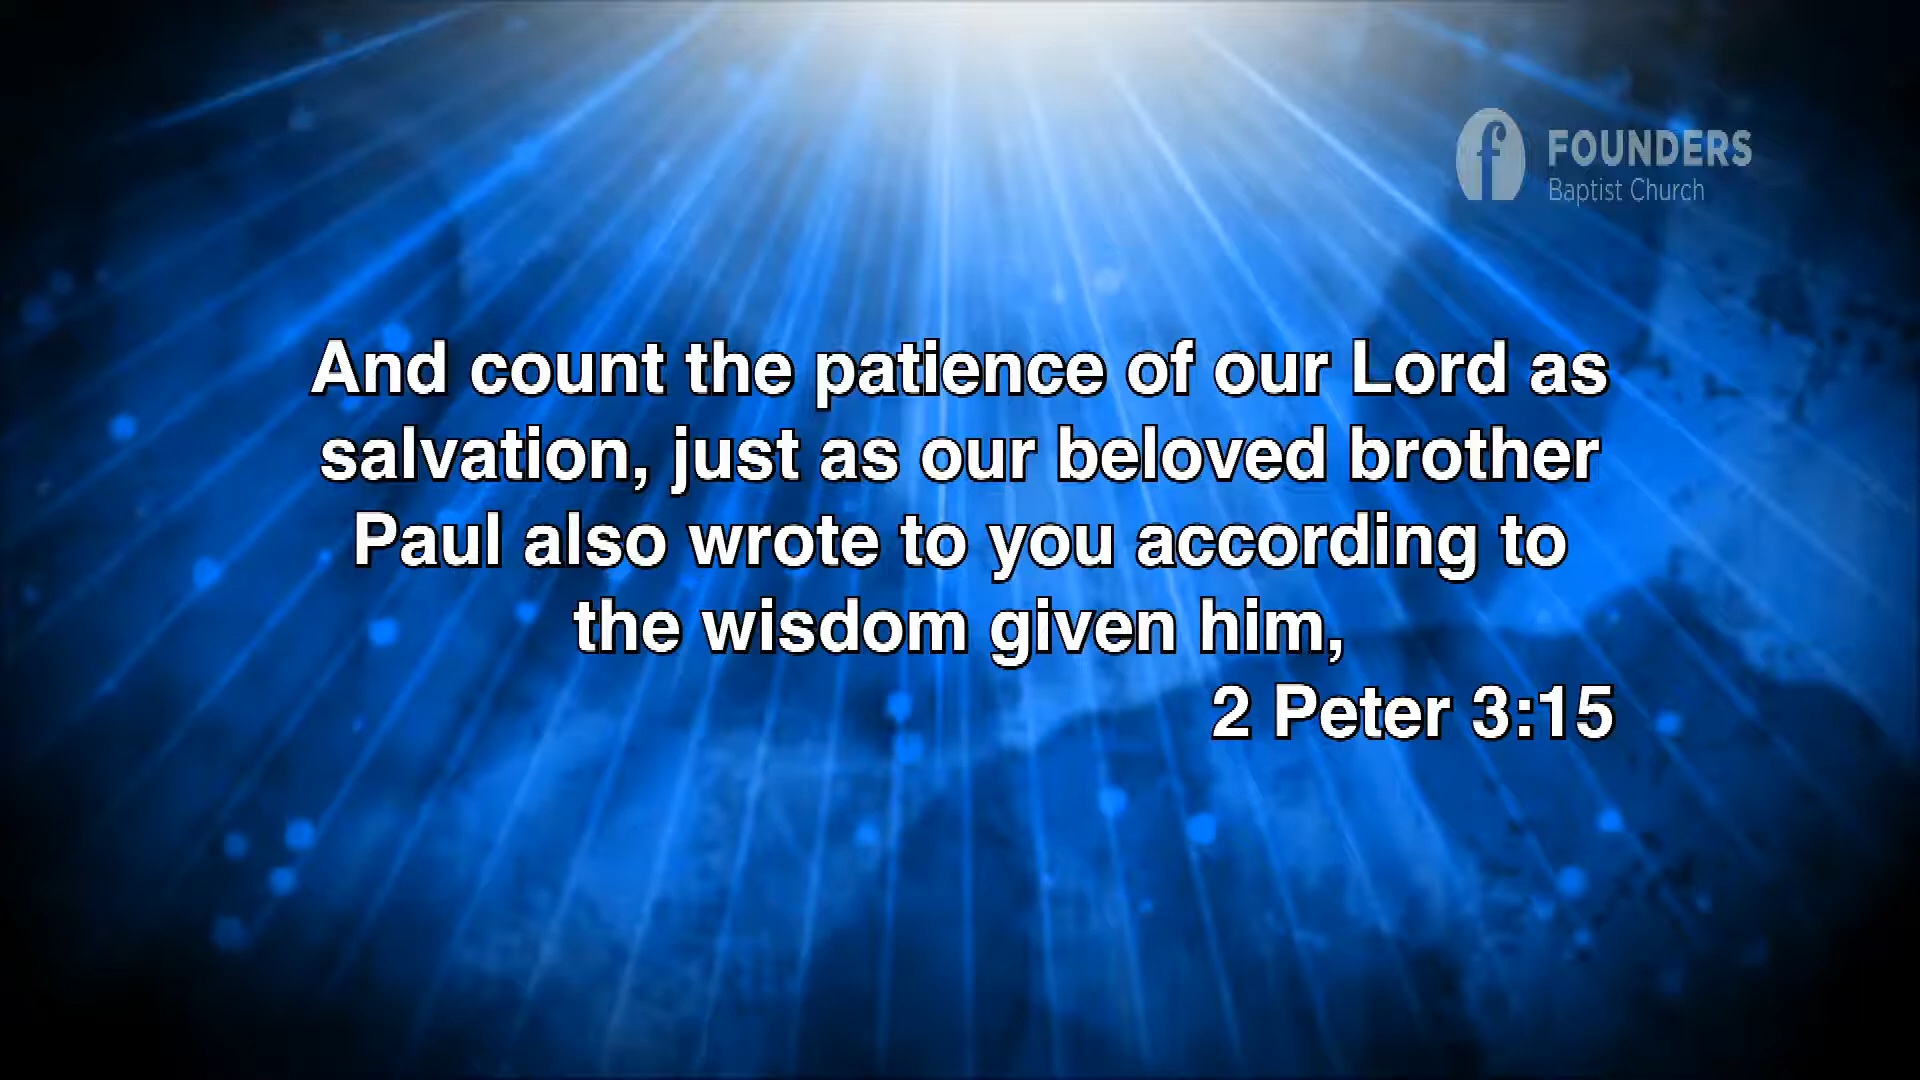 FOUNDERS
Baptist Church
And count the patience of our Lord as
salvation, just as our beloved brother
Paul also wrote to you according to
the wisdom given him,
2 Peter 3:15